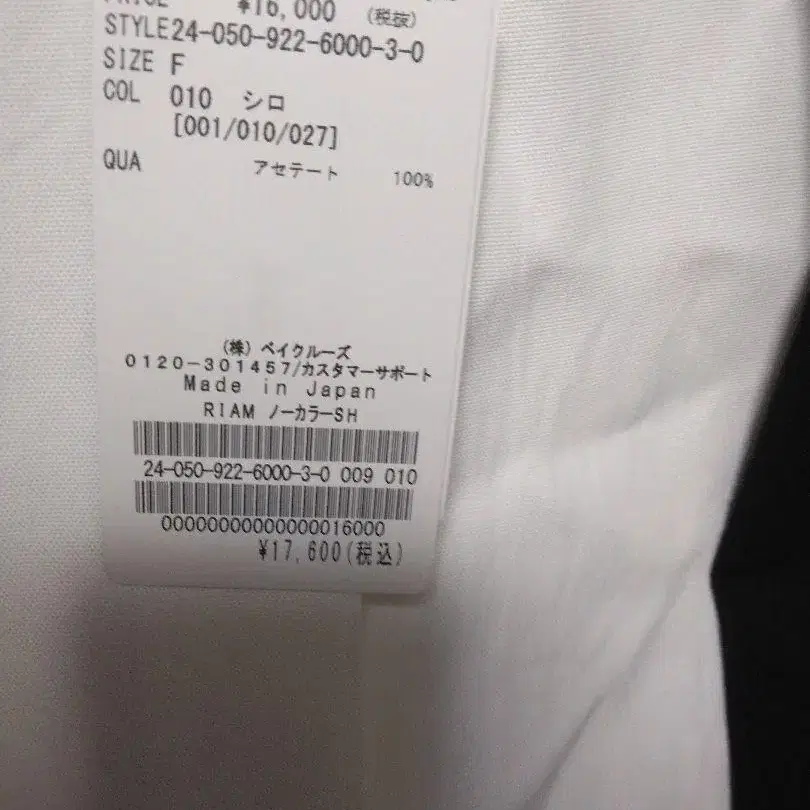 PRICE ¥16,000 (税抜)
STYLE24-050-922-6000-3-0
SIZE F
COL 010 シロ
[001/010/027]
QUA アセテート 100%
(株) ベイクルーズ
0120-301457/カスタマーサポート
Made in Japan
RIAM ノーカラーSH
24-050-922-6000-3-0 009 010
00000000000000016000
¥17,600(税込)